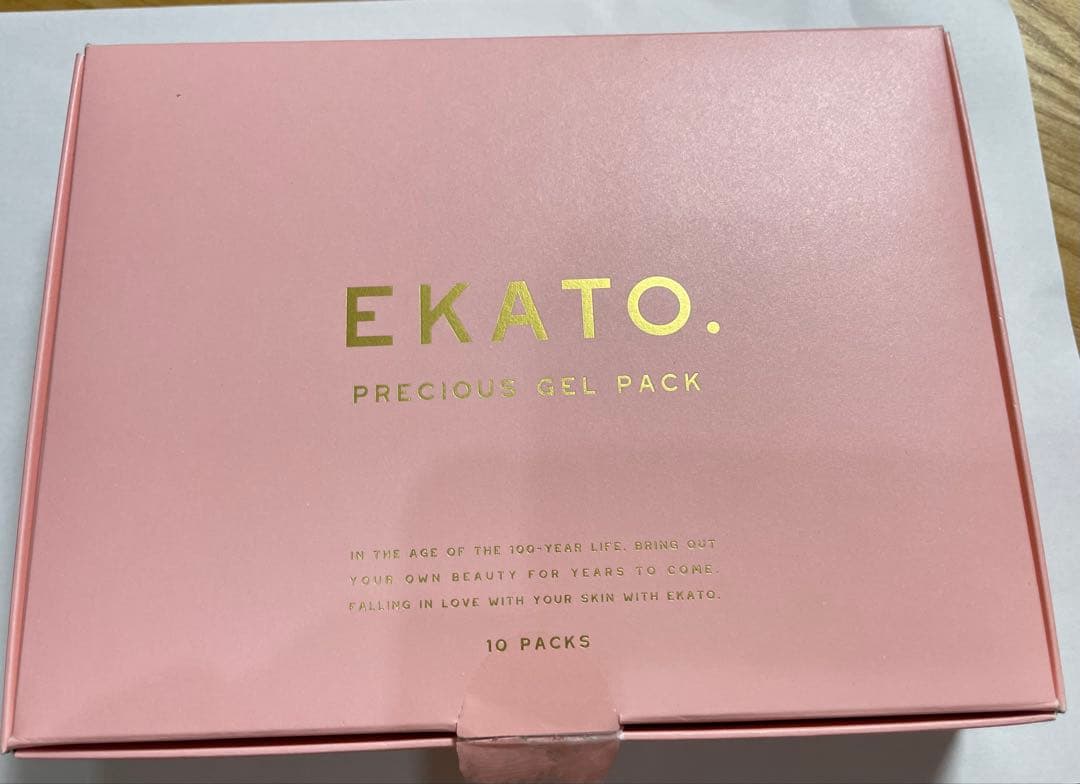 EKATO.
PRECIOUS GEL PACK
IN THE AGE OF THE 100-YEAR LIFE. BRING OUT
YOUR OWN BEAUTY FOR YEARS TO COME.
FALLING IN LOVE WITH YOUR SKIN WITH EKATO.
10 PACKS